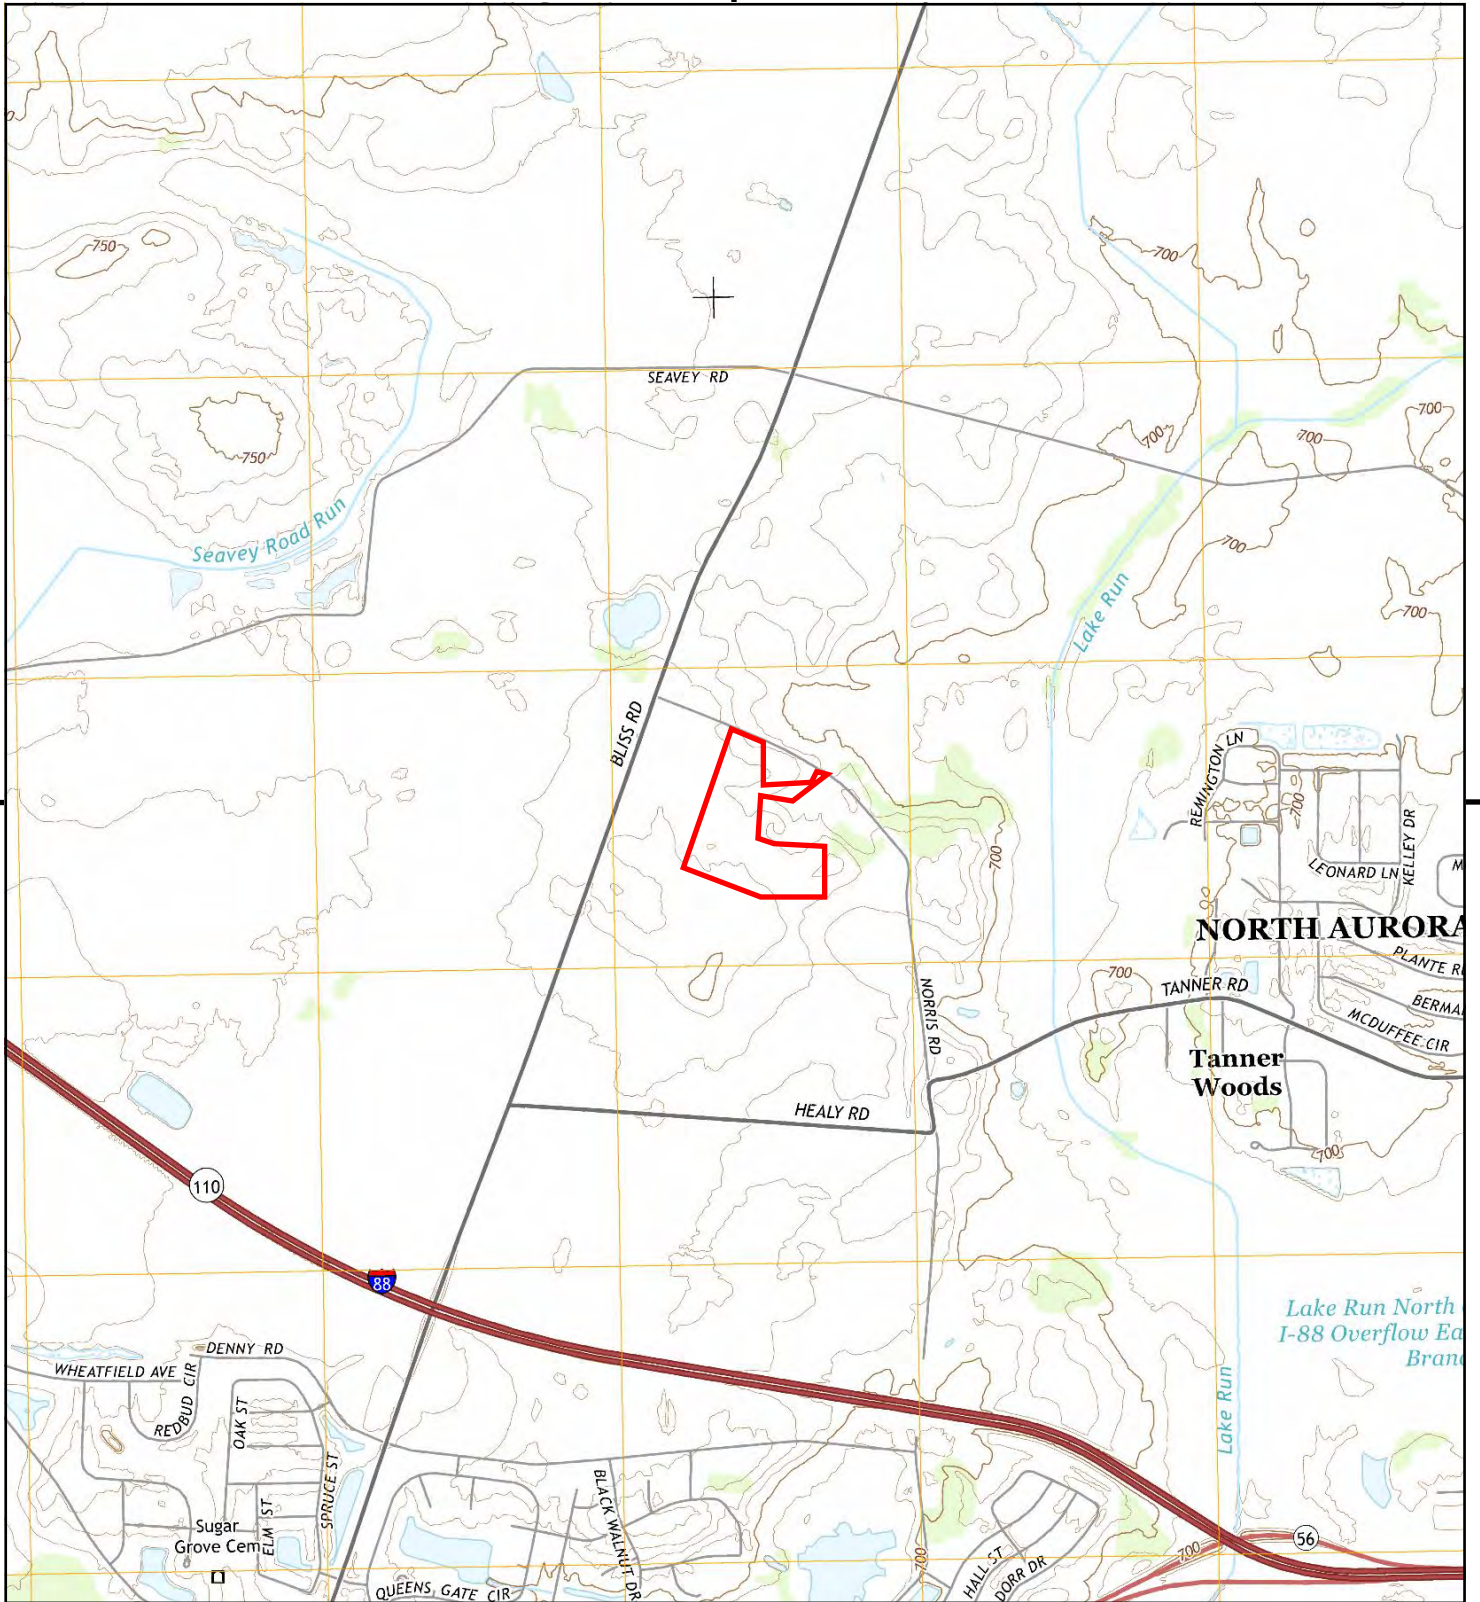 750
700
SEAVEY RD
700
700
700
750
Seavey Road Run
700
Lake Run
700
BLISS RD
REMINGTON LN
700
KELLEY DR
700
LEONARD LN
NORTH AURORA
PLANTE
700
TANNER RD
NORRIS RD
MCDUFFEE CIR
Tanner
Woods
HEALY RD
700
110
88
Lake Run North
I-88 Overflow
DENNY RD
WHEATFIELD AVE
REDBUD CIR
OAK ST
Lake Run
SPRUCE ST
BLACK WALNUT DR
ELM ST
Sugar
Grove Cem
56
700
700
HALL ST
DORR DR
QUEENS GATE CIR